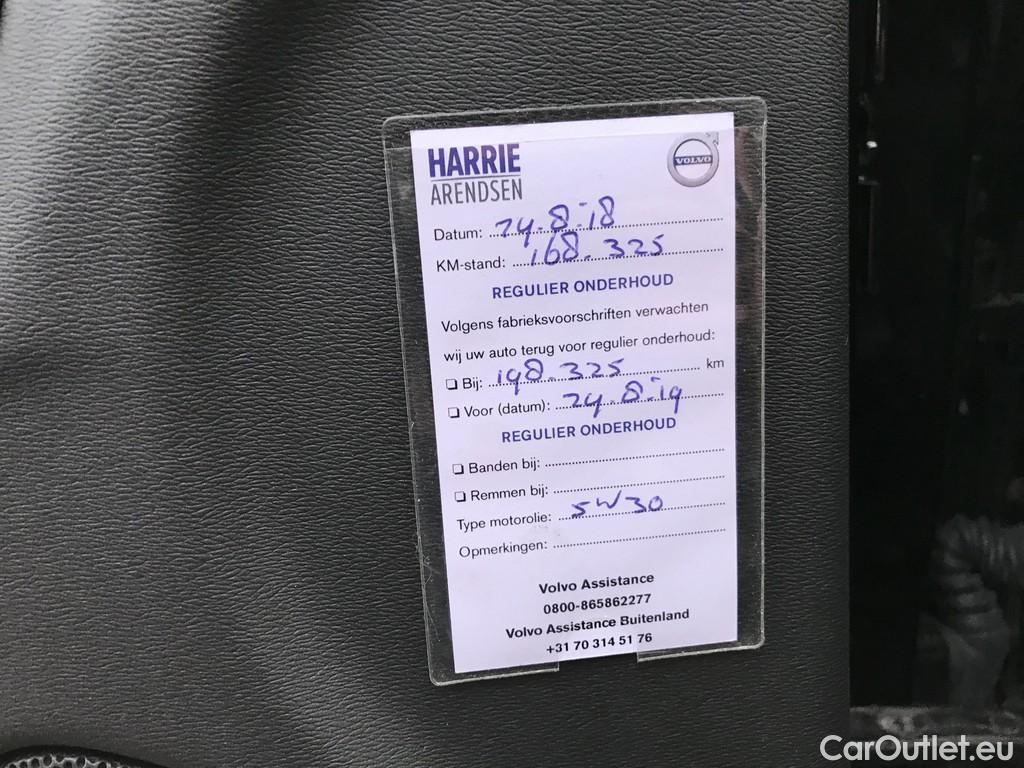 HARRIE
ARENDSEN
VOLVO
Datum: 24-8-18
KM-stand: 168.325
REGULIER ONDERHOUD
Volgens fabrieksvoorschriften verwachten
wij uw auto terug voor regulier onderhoud:
Bij: 198.325 km
Voor (datum): 24-8-19
REGULIER ONDERHOUD
Banden bij:
Remmen bij:
Type motorolie: 5W30
Opmerkingen:
Volvo Assistance
0800-865862277
Volvo Assistance Buitenland
+31 70 314 51 76
CarOutlet.eu